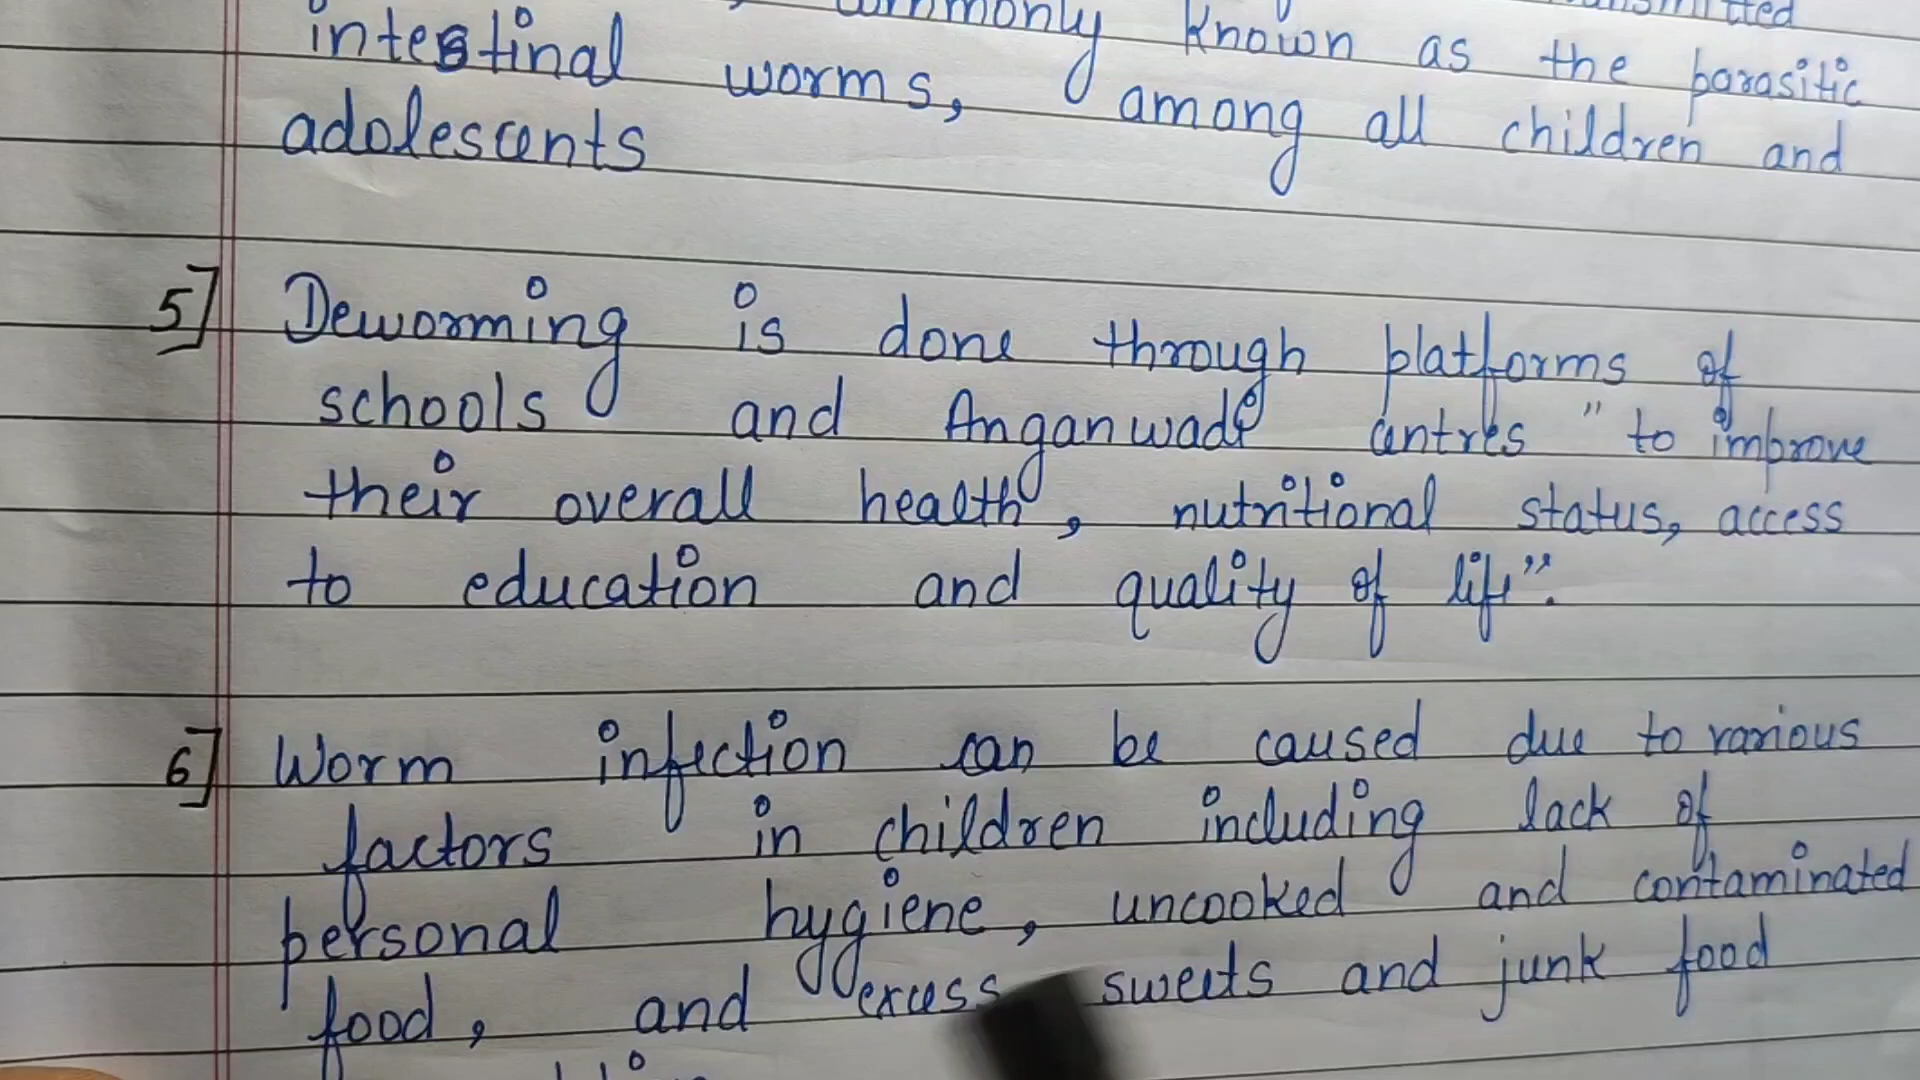 transmitted
commonly known as the parasitic
intestinal worms, among all children and
adolescents
5] Deworming is done through platforms of
schools and Anganwadi centres " to improve
their overall health, nutritional status, access
to education and quality of life".
6] Worm infection can be caused due to various
factors in children including lack of
personal hygiene, uncooked and contaminated
food, and excess sweets and junk food